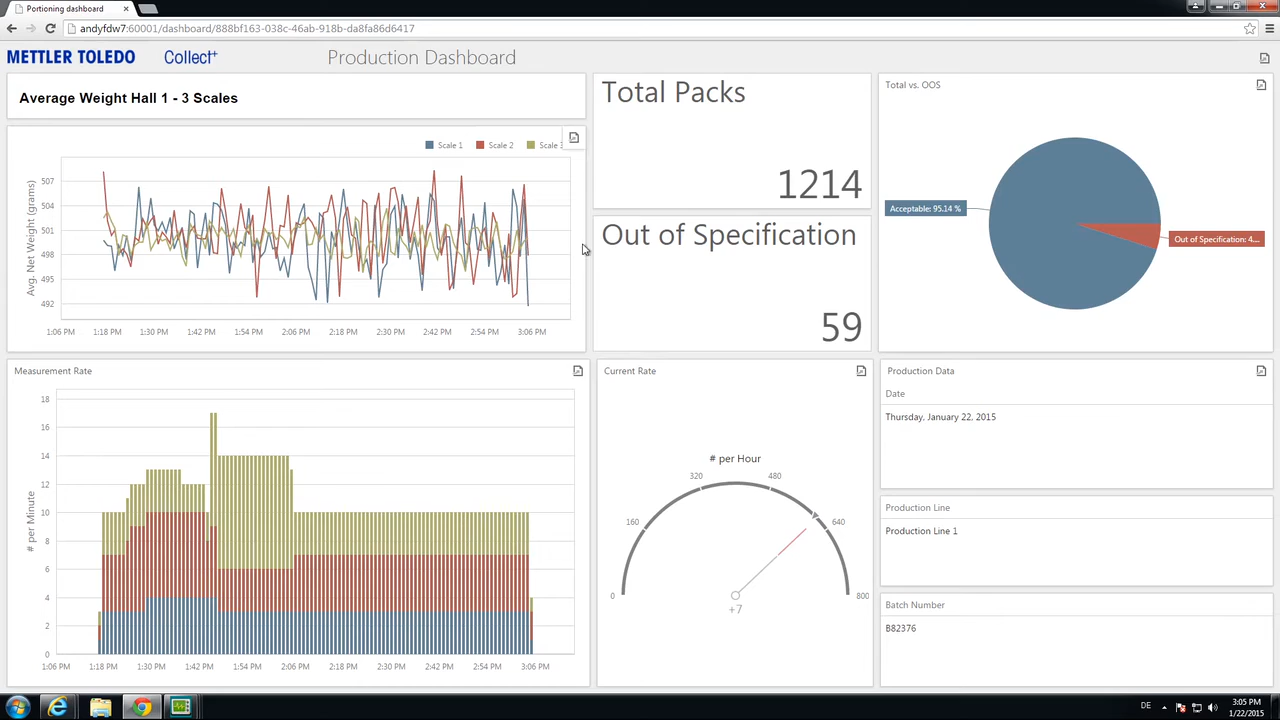 Portioning dashboard
andyfdw7:60001/dashboard/888bf163-038c-46ab-918b-da8fa86d6417
METTLER TOLEDO Collect+ Production Dashboard
Average Weight Hall 1 - 3 Scales
Scale 1 Scale 2 Scale
Avg. Net Weight (grams)
507
504
501
498
495
492
1:06 PM 1:18 PM 1:30 PM 1:42 PM 1:54 PM 2:06 PM 2:18 PM 2:30 PM 2:42 PM 2:54 PM 3:06 PM
Total Packs
1214
Out of Specification
59
Total vs. OOS
Acceptable: 95.14 %
Out of Specification: 4....
Measurement Rate
# per Minute
18
16
14
12
10
8
6
4
2
0
1:06 PM 1:18 PM 1:30 PM 1:42 PM 1:54 PM 2:06 PM 2:18 PM 2:30 PM 2:42 PM 2:54 PM 3:06 PM
Current Rate
# per Hour
320 480
160 640
0 800
+7
Production Data
Date
Thursday, January 22, 2015
Production Line
Production Line 1
Batch Number
B82376
DE
3:05 PM
1/22/2015